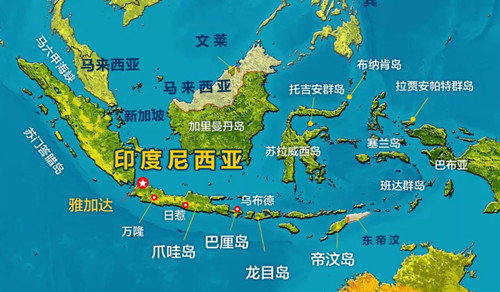 宾
文莱
马六甲海峡
马来西亚
马来西亚
布纳肯岛
托吉安群岛
拉贾安帕特群岛
新加坡
加里曼丹岛
苏拉威西岛
塞兰岛
苏门答腊岛
印度尼西亚
巴布亚
班达群岛
雅加达
万隆
日惹
乌布德
爪哇岛
巴厘岛
龙目岛
帝汶岛
东帝汶